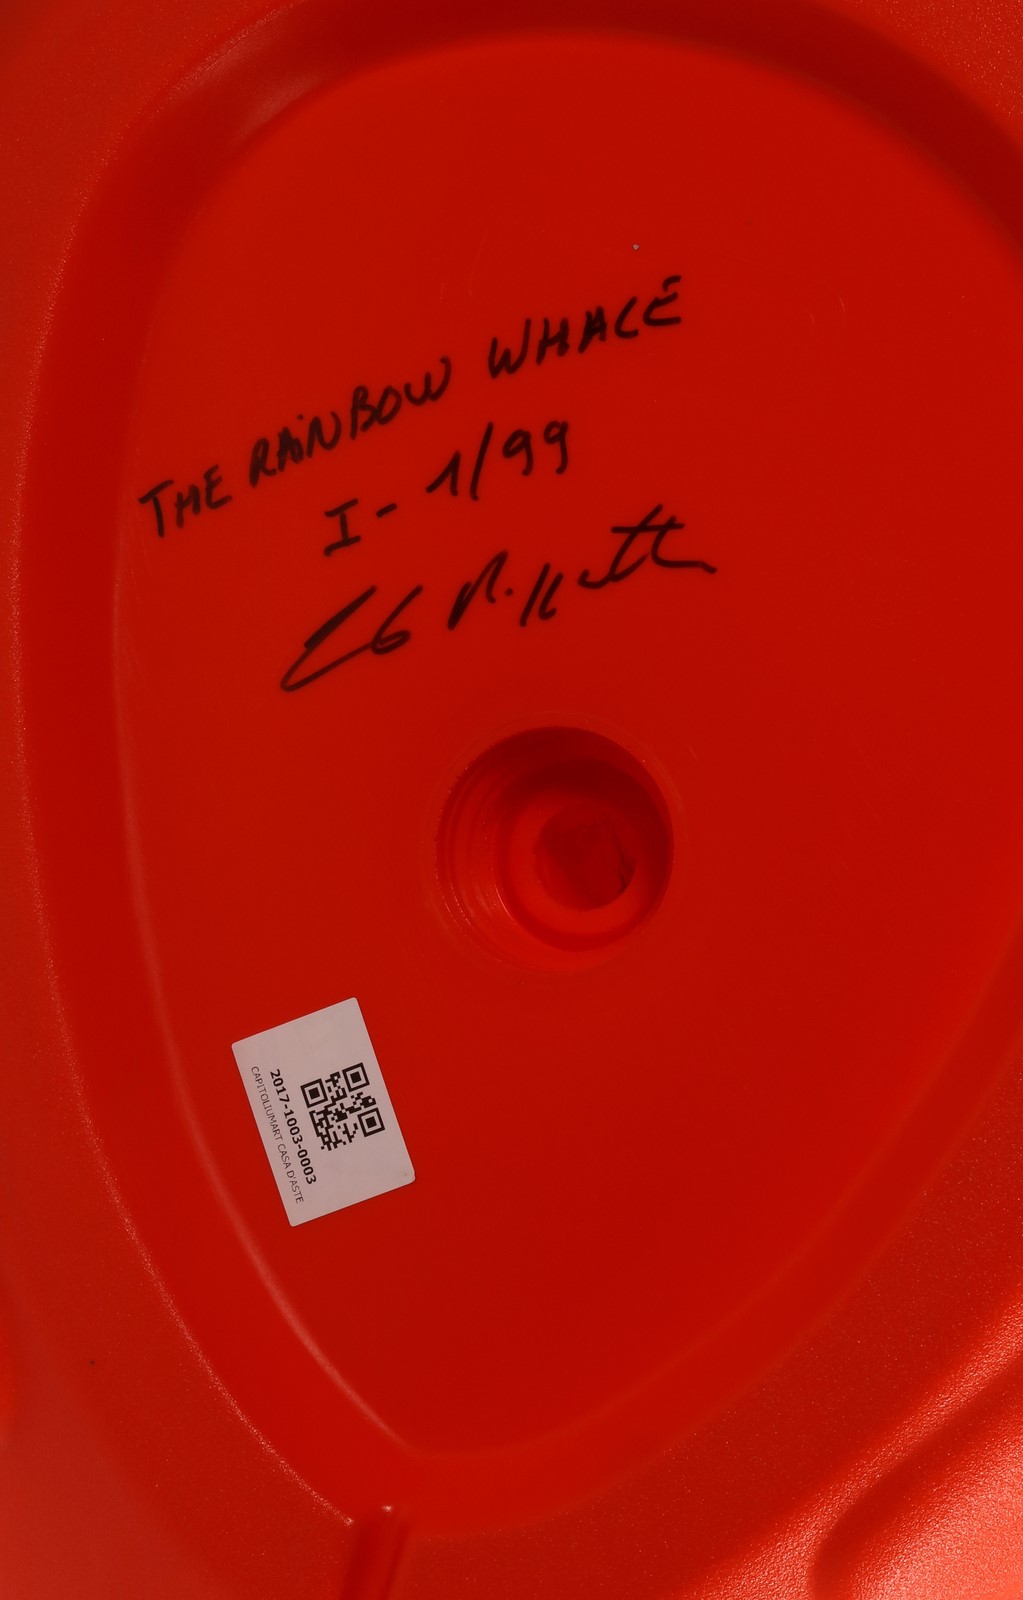 THE RAiNBOW WHALE
I - 1/99
2017-1003-0003
CAPITOLIUMART CASA D'ASTE